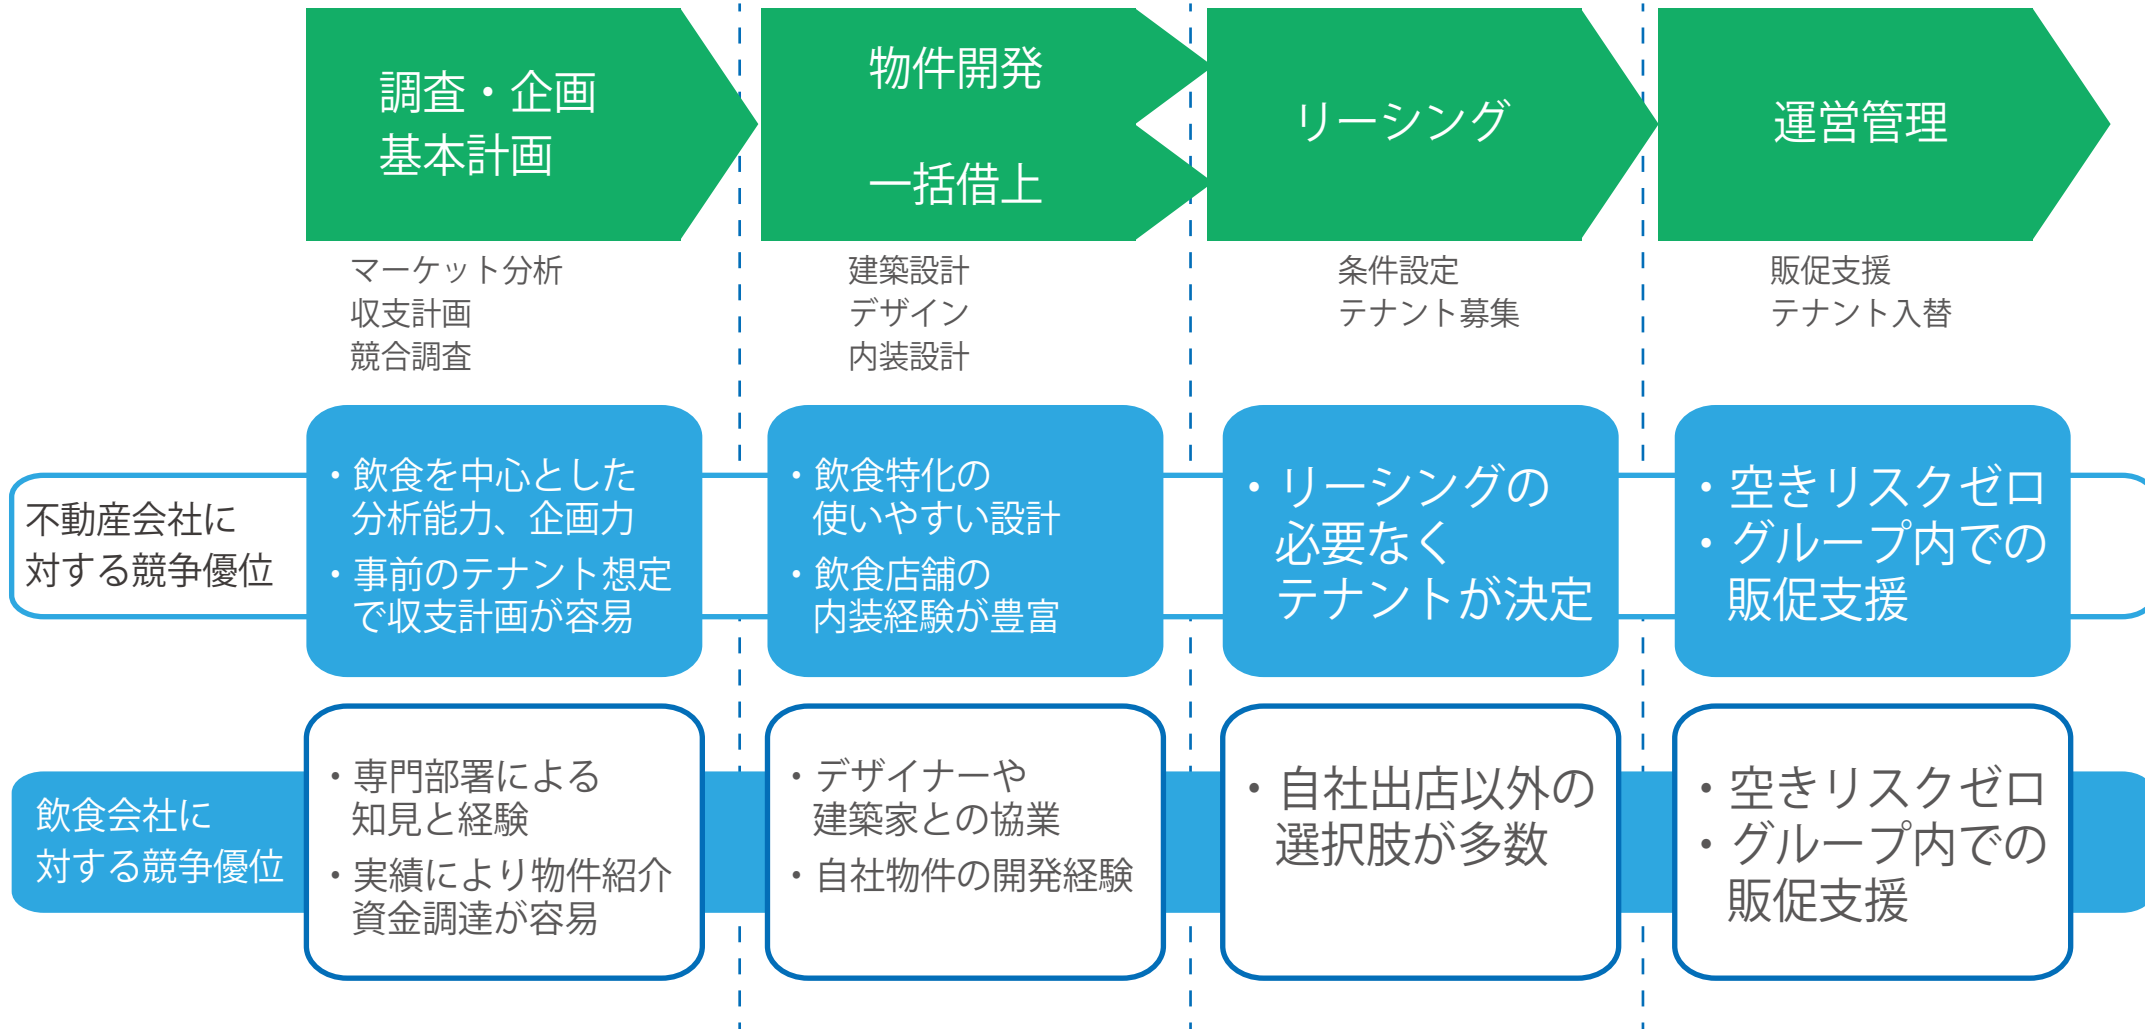 調査・企画
基本計画
物件開発
一括借上
リーシング
運営管理
マーケット分析
収支計画
競合調査
建築設計
デザイン
内装設計
条件設定
テナント募集
販促支援
テナント入替
不動産会社に
対する競争優位
・飲食を中心とした
分析能力、企画力
・事前のテナント想定
で収支計画が容易
・飲食特化の
使いやすい設計
・飲食店舗の
内装経験が豊富
・リーシングの
必要なく
テナントが決定
・空きリスクゼロ
・グループ内での
販促支援
飲食会社に
対する競争優位
・専門部署による
知見と経験
・実績により物件紹介
資金調達が容易
・デザイナーや
建築家との協業
・自社物件の開発経験
・自社出店以外の
選択肢が多数
・空きリスクゼロ
・グループ内での
販促支援